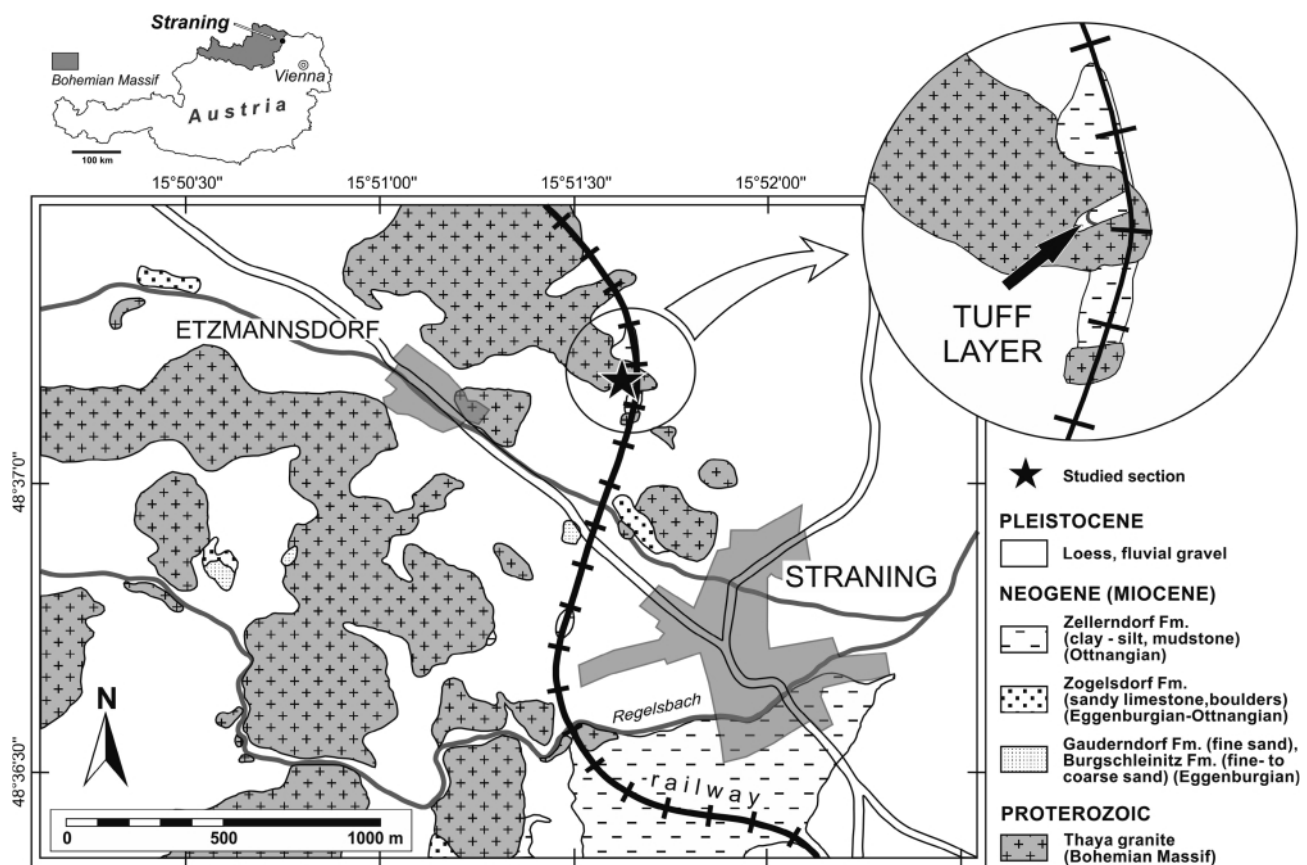 Straning
Bohemian Massif
Vienna
Austria
100 km
15°50'30"
15°51'00"
15°51'30"
15°52'00"
ETZMANNSDORF
TUFF
LAYER
48°37'0"
STRANING
Regelsbach
N
48°36'30"
railway
0
500
1000 m
Studied section
PLEISTOCENE
Loess, fluvial gravel
NEOGENE (MIOCENE)
Zellerndorf Fm.
(clay - silt, mudstone)
(Ottnangian)
Zogelsdorf Fm.
(sandy limestone,boulders)
(Eggenburgian-Ottnangian)
Gauderndorf Fm. (fine sand),
Burgschleinitz Fm. (fine- to
coarse sand) (Eggenburgian)
PROTEROZOIC
Thaya granite
(Bohemian Massif)